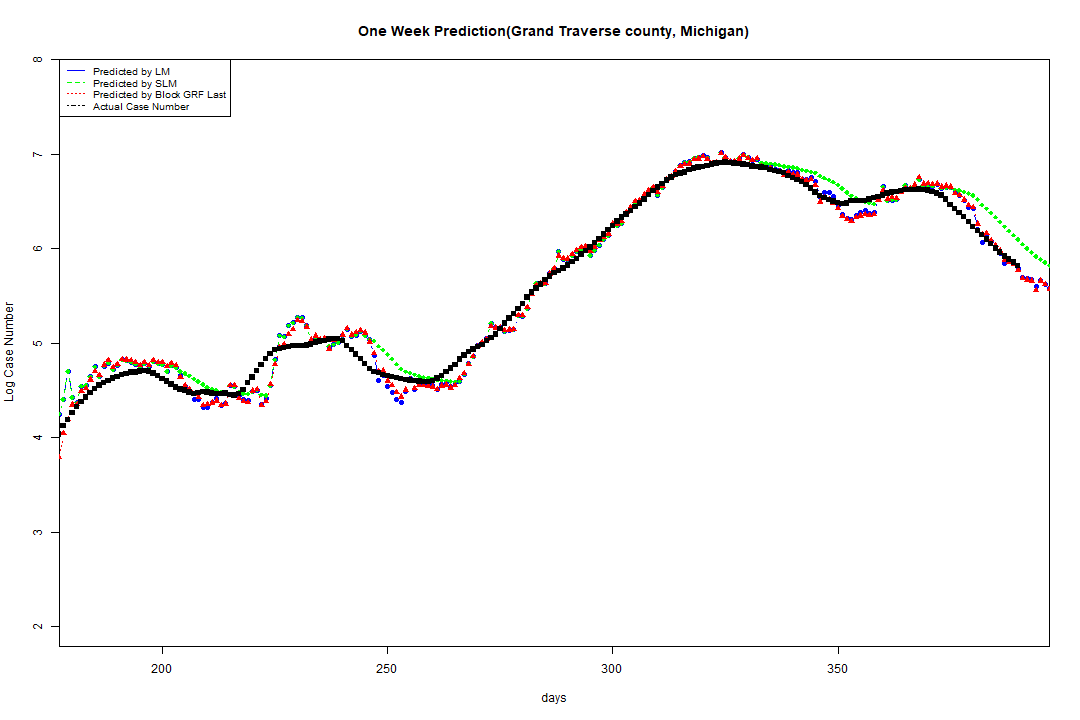 One Week Prediction(Grand Traverse county, Michigan)
Predicted by LM
Predicted by SLM
Predicted by Block GRF Last
Actual Case Number
8
7
6
5
4
3
2
Log Case Number
200 250 300 350
days